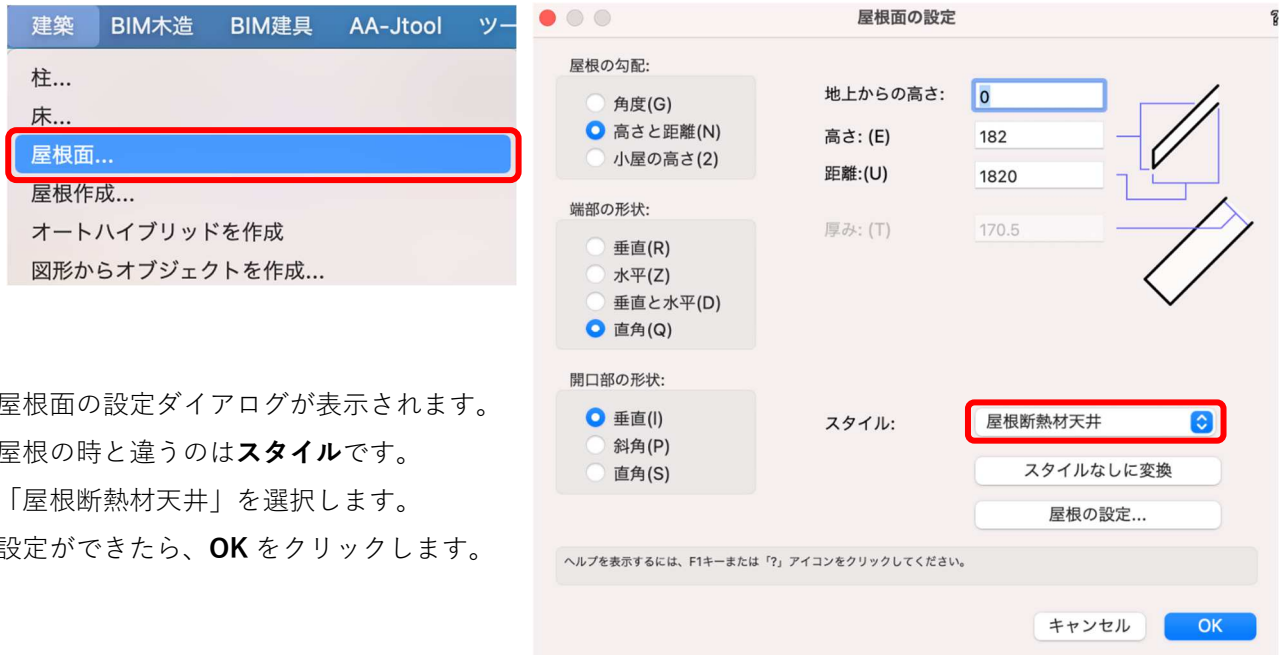 建築 BIM木造 BIM建具 AA-Jtool ツー
柱...
床...
屋根面...
屋根作成...
オートハイブリッドを作成
図形からオブジェクトを作成...
屋根面の設定ダイアログが表示されます。
屋根の時と違うのはスタイルです。
「屋根断熱材天井」を選択します。
設定ができたら、OK をクリックします。
屋根面の設定
屋根の勾配:
角度(G)
高さと距離(N)
小屋の高さ(2)
地上からの高さ: 0
高さ: (E) 182
距離:(U) 1820
厚み: (T) 170.5
端部の形状:
垂直(R)
水平(Z)
垂直と水平(D)
直角(Q)
開口部の形状:
垂直(I)
斜角(P)
直角(S)
スタイル: 屋根断熱材天井
スタイルなしに変換
屋根の設定...
ヘルプを表示するには、F1キーまたは「?」アイコンをクリックしてください。
キャンセル OK